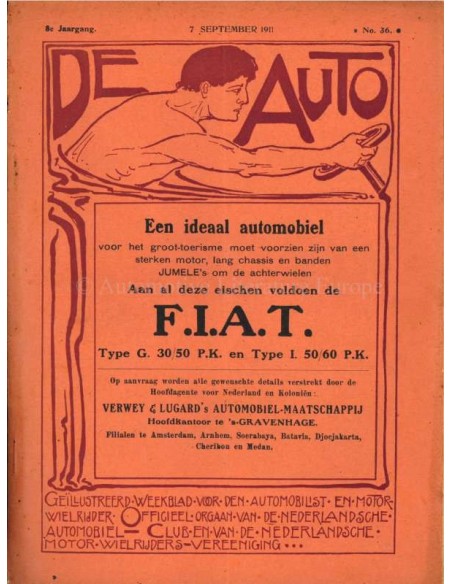 8e Jaargang. 7 SEPTEMBER 1911 * No. 36. *
DE AUTO
Een ideaal automobiel
voor het groot-toerisme moet voorzien zijn van een
sterken motor, lang chassis en banden
JUMELE's om de achterwielen
Aan al deze eischen voldoen de
F.I.A.T.
Type G. 30/50 P.K. en Type I. 50/60 P.K.
Op aanvraag worden alle gewenschte details verstrekt door de
Hoofdagente voor Nederland en Koloniën:
VERWEY & LUGARD's AUTOMOBIEL-MAATSCHAPPIJ
Hoofdkantoor te 's-GRAVENHAGE.
Filialen te Amsterdam, Arnhem, Soerabaya, Batavia, Djocjakarta,
Cheribon en Medan.
GEÏLLUSTREERD·WEEKBLAD·VOOR·DEN·AUTOMOBILIST·EN·MOTOR-
WIELRIJDER·OFFICIEEL·ORGAAN·VAN·DE·NEDERLANDSCHE·
AUTOMOBIEL-CLUB·EN·VAN·DE·NEDERLANDSCHE·
MOTOR·WIELRIJDERS-VEREENIGING···